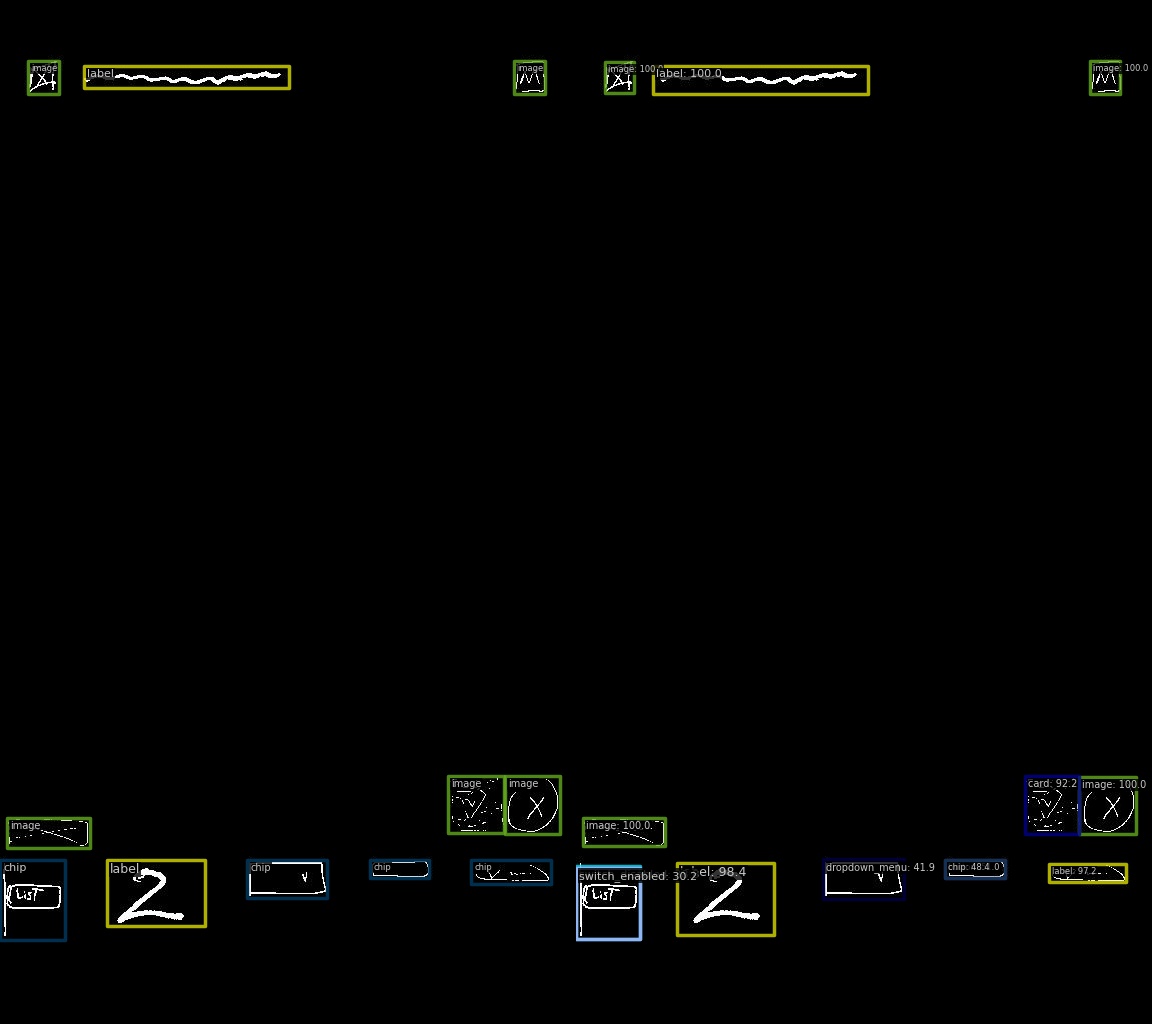 image label image image: 100.0 label: 100.0 image: 100.0
image image card: 92.2 image: 100.0
image image: 100.0
chip label chip chip chip switch_enabled: 30.2 el: 98.4 dropdown_menu: 41.9 chip: 48.4 label: 97.2
LIST 2 LIST 2